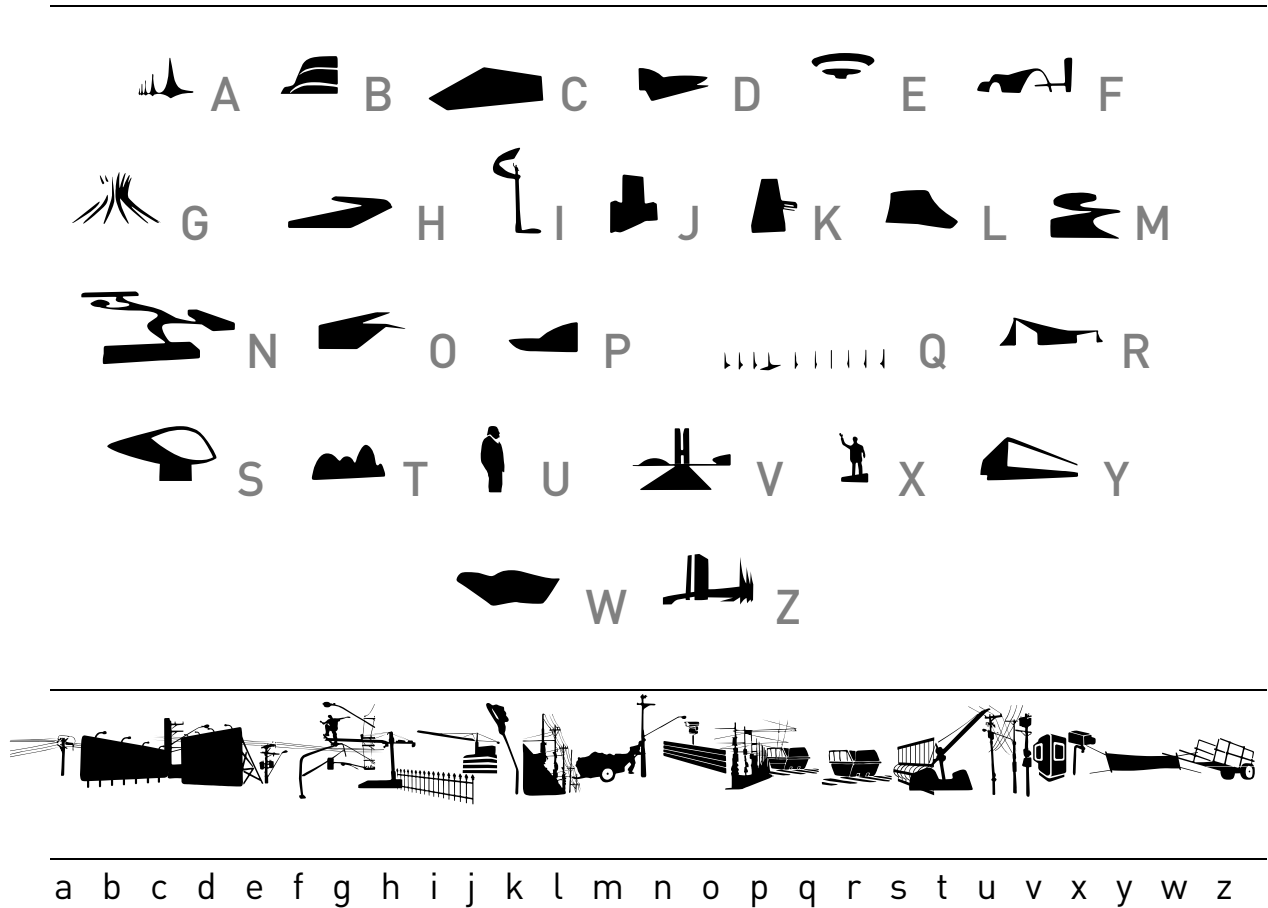 A B C D E F
G H I J K L M
N O P Q R
S T U V X Y
W Z
a b c d e f g h i j k l m n o p q r s t u v x y w z